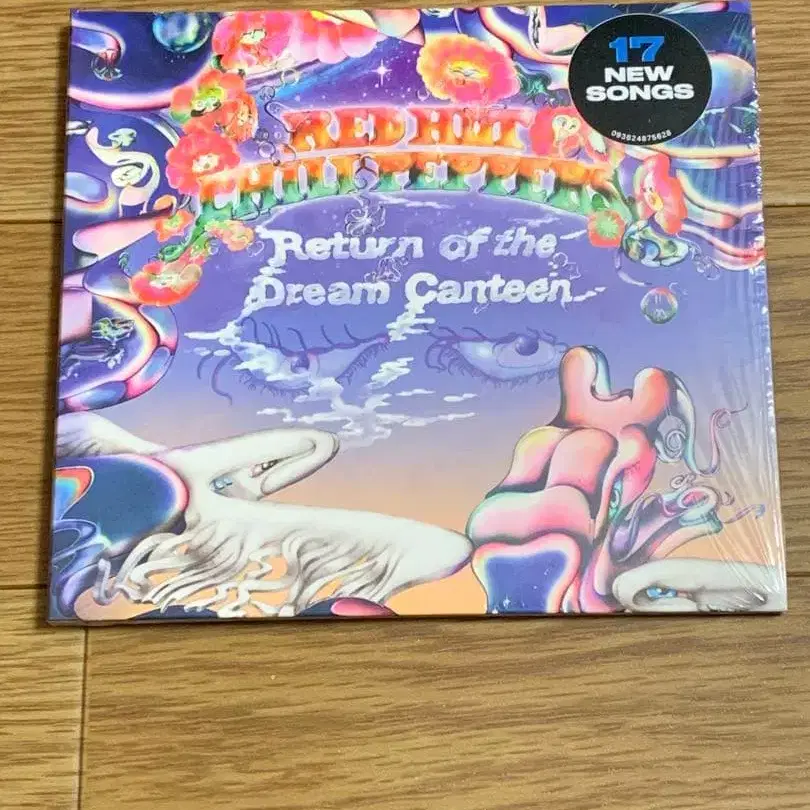 17
NEW
SONGS
093624875628
RED HOT
CHILI PEPPERS
Return of the
Dream Canteen